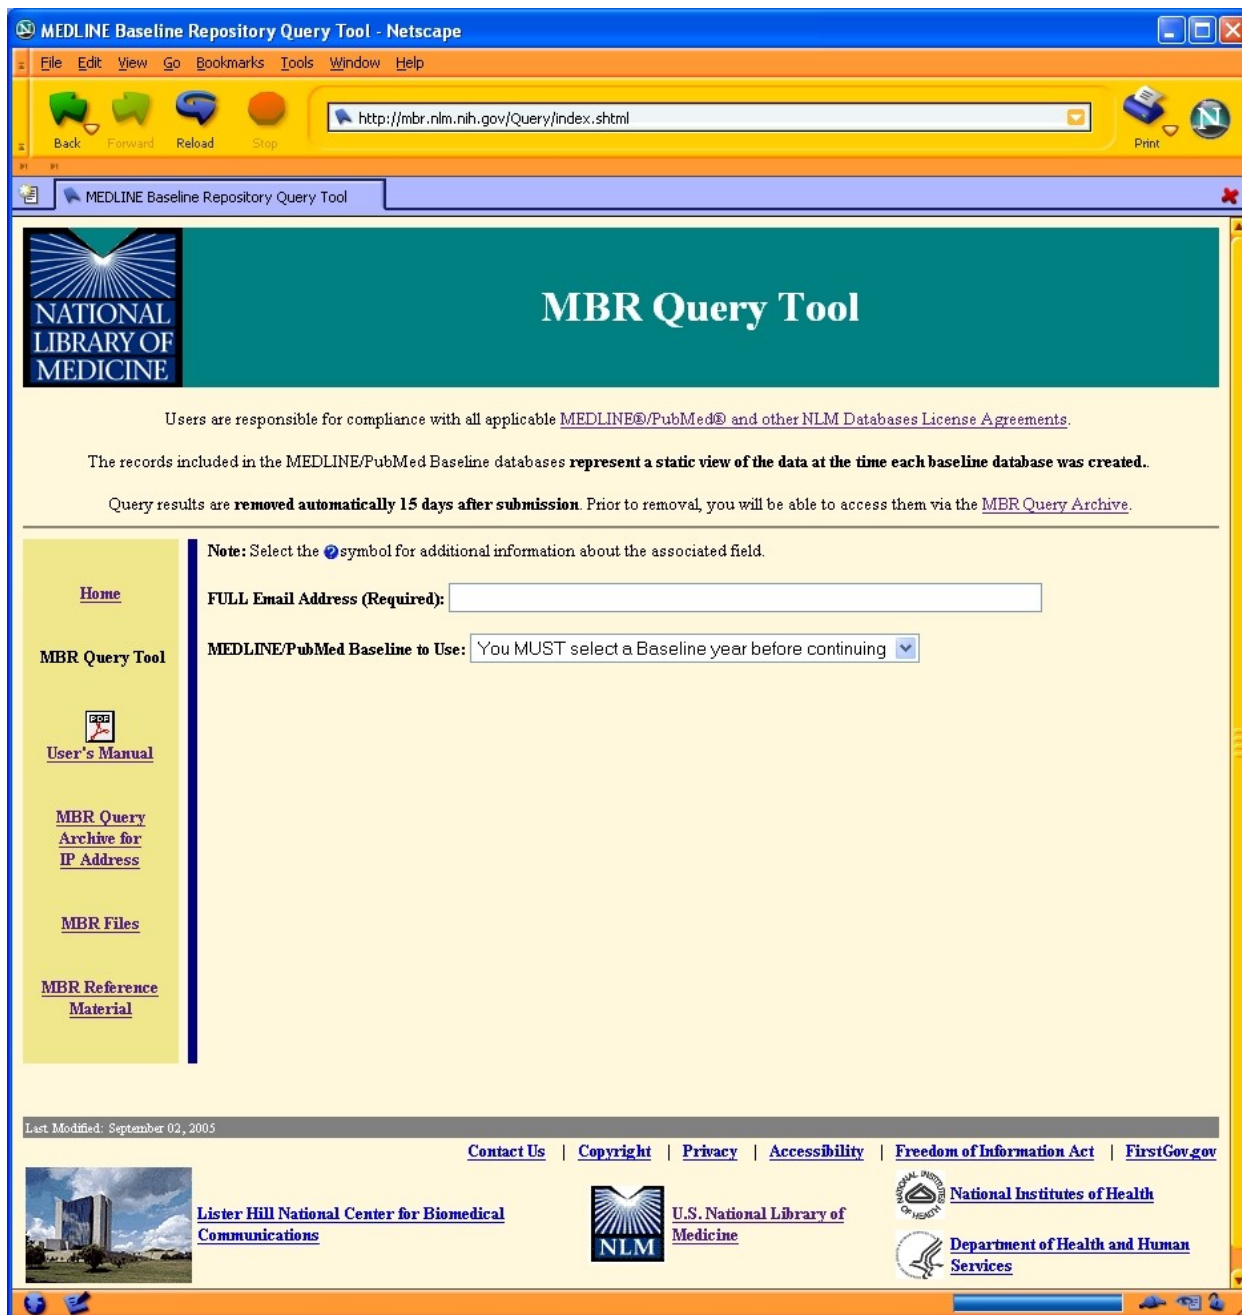 MEDLINE Baseline Repository Query Tool - Netscape
File Edit View Go Bookmarks Tools Window Help
http://mbr.nlm.nih.gov/Query/index.shtml
Back Forward Reload Stop Print
MEDLINE Baseline Repository Query Tool
NATIONAL
LIBRARY OF
MEDICINE
MBR Query Tool
Users are responsible for compliance with all applicable MEDLINE®/PubMed® and other NLM Databases License Agreements.
The records included in the MEDLINE/PubMed Baseline databases represent a static view of the data at the time each baseline database was created..
Query results are removed automatically 15 days after submission. Prior to removal, you will be able to access them via the MBR Query Archive.
Note: Select the ? symbol for additional information about the associated field.
FULL Email Address (Required):
MEDLINE/PubMed Baseline to Use: You MUST select a Baseline year before continuing
Home
MBR Query Tool
PDF
User's Manual
MBR Query
Archive for
IP Address
MBR Files
MBR Reference
Material
Last Modified: September 02, 2005
Contact Us | Copyright | Privacy | Accessibility | Freedom of Information Act | FirstGov.gov
Lister Hill National Center for Biomedical
Communications
NLM
U.S. National Library of
Medicine
National Institutes of Health
Department of Health and Human
Services